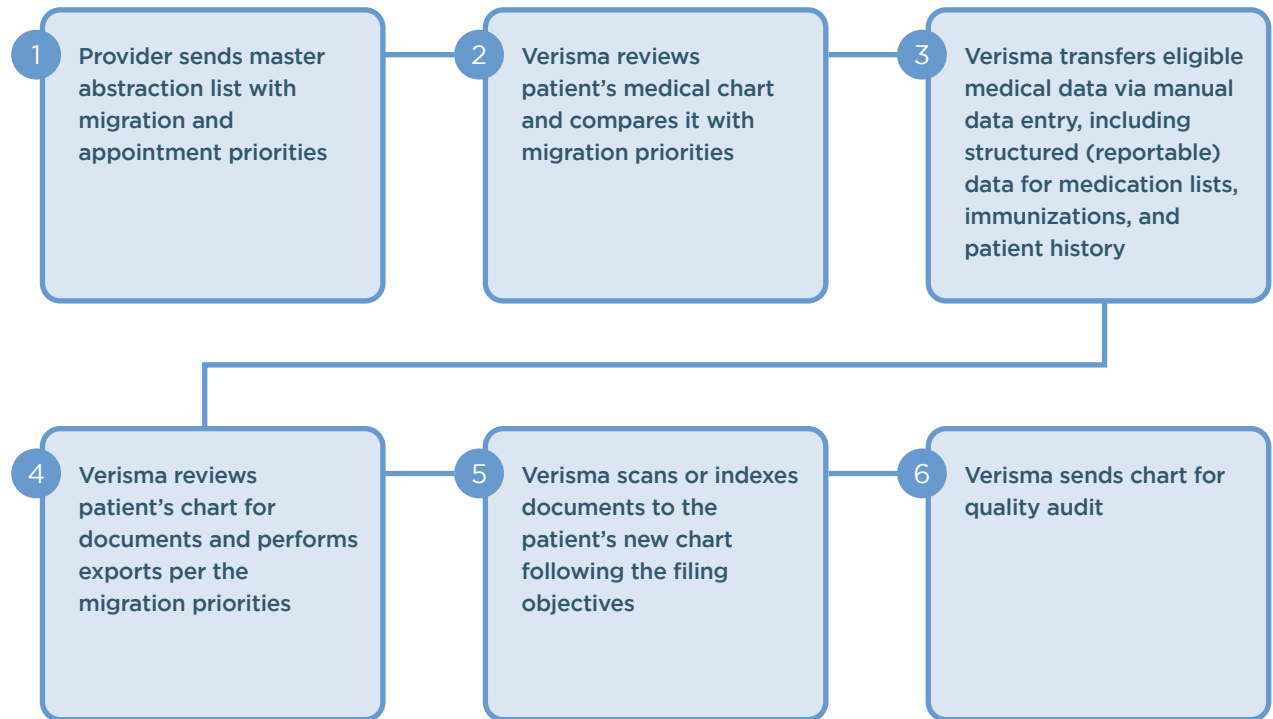 1
Provider sends master
abstraction list with
migration and
appointment priorities
2
Verisma reviews
patient’s medical chart
and compares it with
migration priorities
3
Verisma transfers eligible
medical data via manual
data entry, including
structured (reportable)
data for medication lists,
immunizations, and
patient history
4
Verisma reviews
patient’s chart for
documents and performs
exports per the
migration priorities
5
Verisma scans or indexes
documents to the
patient’s new chart
following the filing
objectives
6
Verisma sends chart for
quality audit